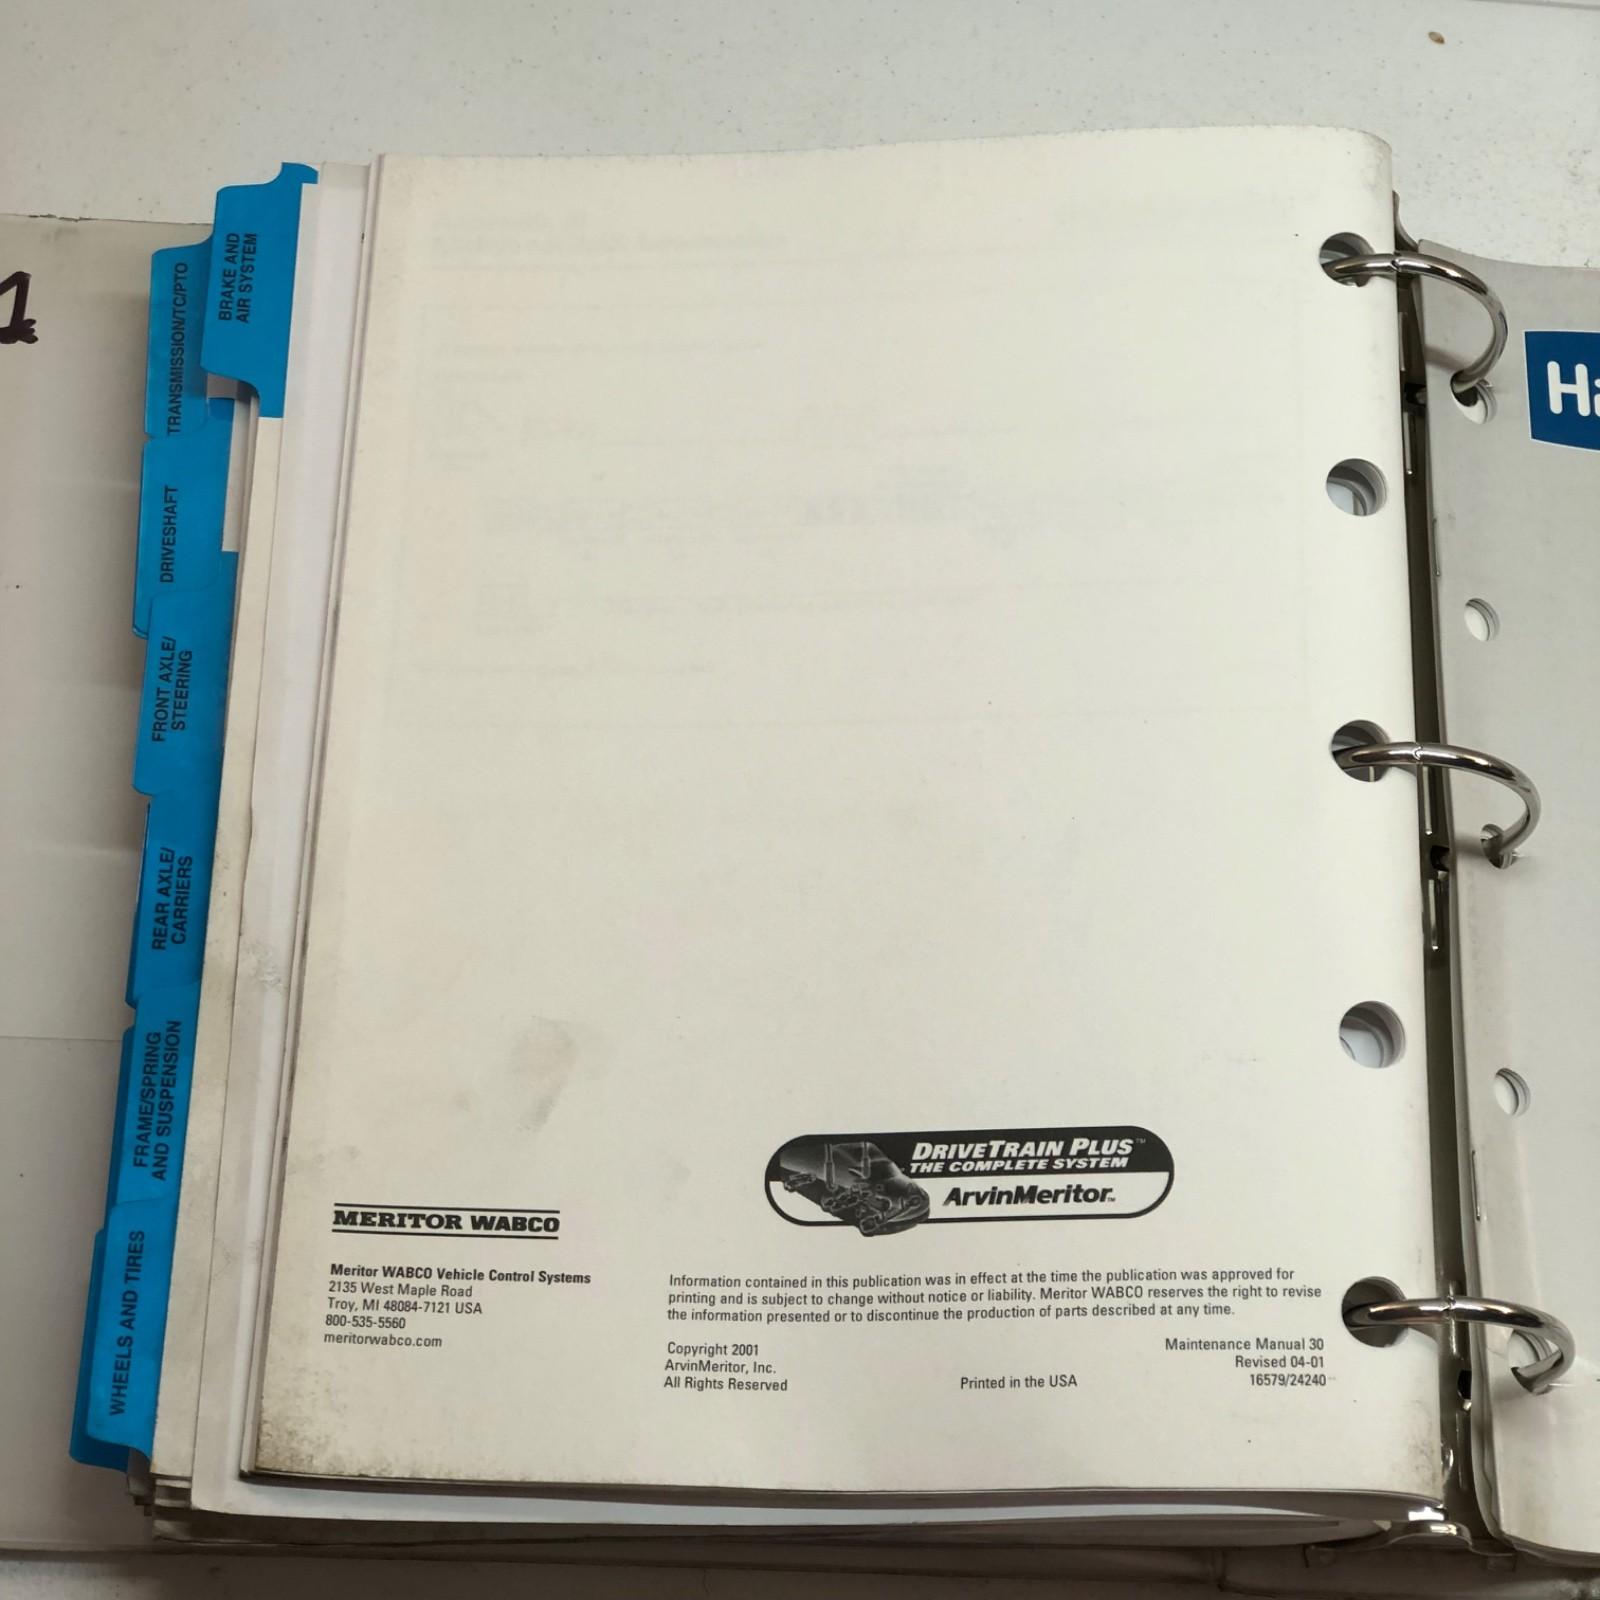 BRAKE AND
AIR SYSTEM
TRANSMISSION/TC/PTO
DRIVESHAFT
FRONT AXLE/
STEERING
REAR AXLE/
CARRIERS
FRAME/SPRING
AND SUSPENSION
WHEELS AND TIRES
DRIVETRAIN PLUS™
THE COMPLETE SYSTEM
ArvinMeritor™
MERITOR WABCO
Meritor WABCO Vehicle Control Systems
2135 West Maple Road
Troy, MI 48084-7121 USA
800-535-5560
meritorwabco.com
Information contained in this publication was in effect at the time the publication was approved for
printing and is subject to change without notice or liability. Meritor WABCO reserves the right to revise
the information presented or to discontinue the production of parts described at any time.
Copyright 2001
ArvinMeritor, Inc.
All Rights Reserved
Printed in the USA
Maintenance Manual 30
Revised 04-01
16579/24240